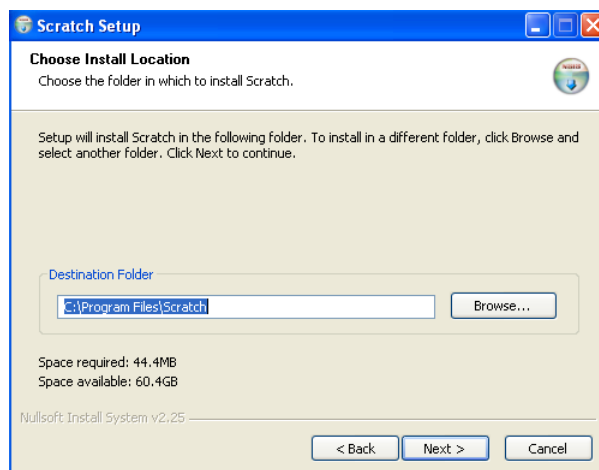 Scratch Setup
Choose Install Location
Choose the folder in which to install Scratch.
Setup will install Scratch in the following folder. To install in a different folder, click Browse and
select another folder. Click Next to continue.
Destination Folder
C:\Program Files\Scratch
Browse...
Space required: 44.4MB
Space available: 60.4GB
Nullsoft Install System v2.25
< Back
Next >
Cancel